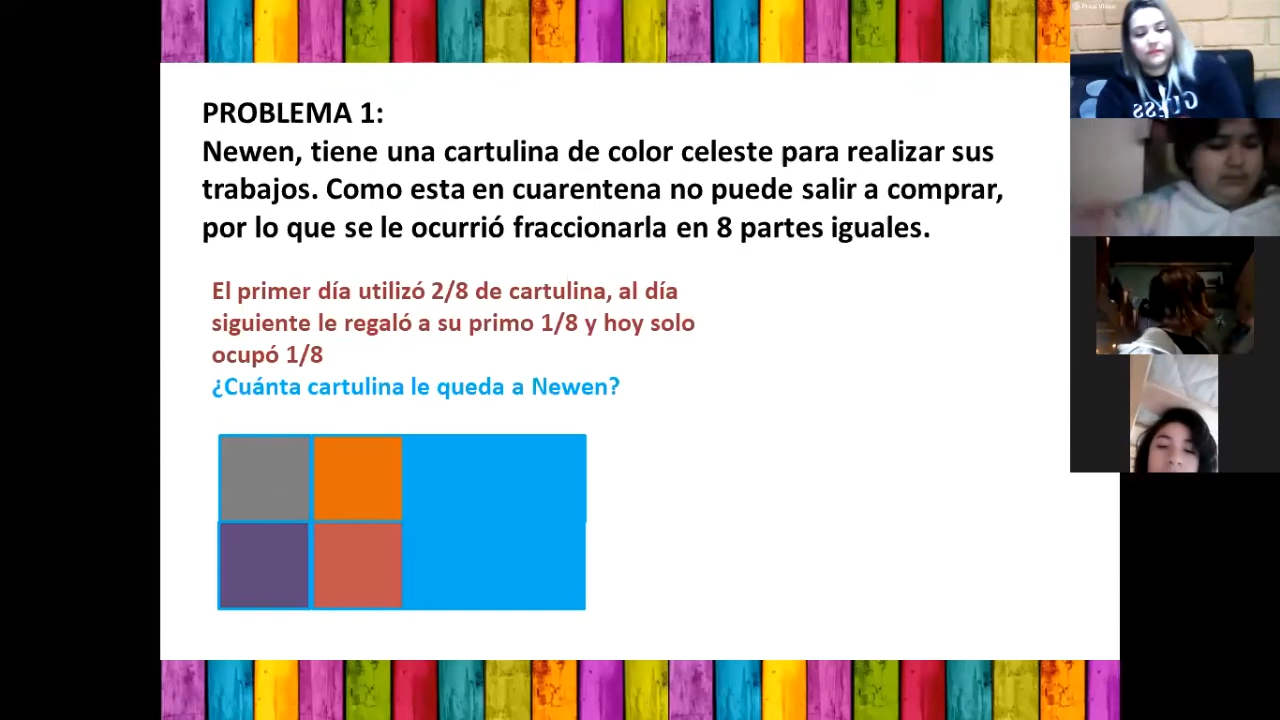 PROBLEMA 1:
Newen, tiene una cartulina de color celeste para realizar sus
trabajos. Como esta en cuarentena no puede salir a comprar,
por lo que se le ocurrió fraccionarla en 8 partes iguales.
El primer día utilizó 2/8 de cartulina, al día
siguiente le regaló a su primo 1/8 y hoy solo
ocupó 1/8
¿Cuánta cartulina le queda a Newen?